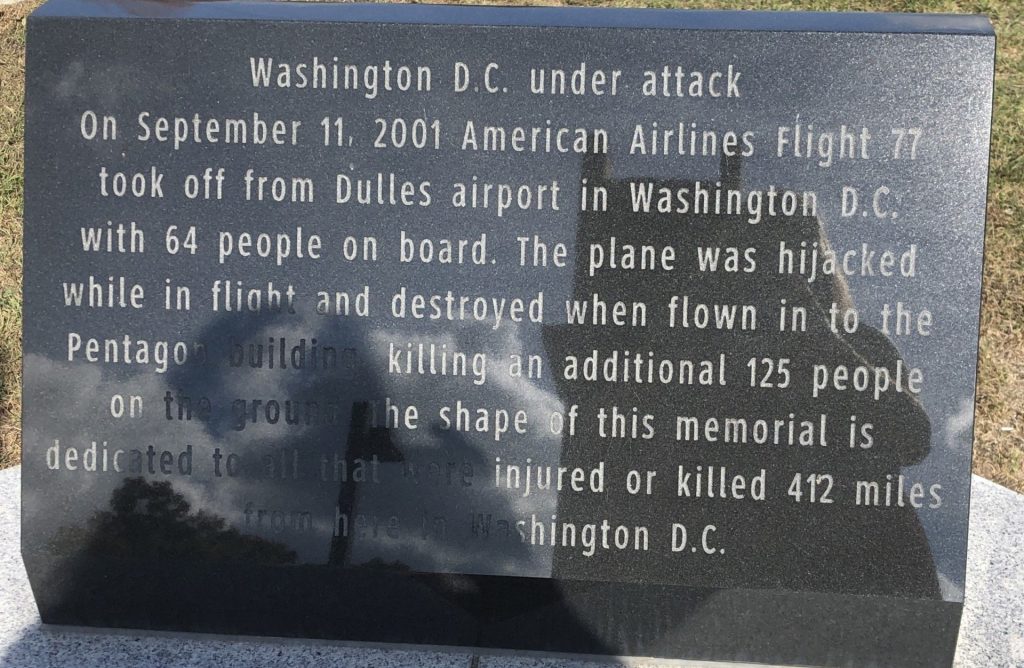 Washington D.C. under attack
On September 11, 2001 American Airlines Flight 77
took off from Dulles airport in Washington D.C.
with 64 people on board. The plane was hijacked
while in flight and destroyed when flown in to the
Pentagon building, killing an additional 125 people
on the ground. The shape of this memorial is
dedicated to all that were injured or killed 412 miles
from here in Washington D.C.